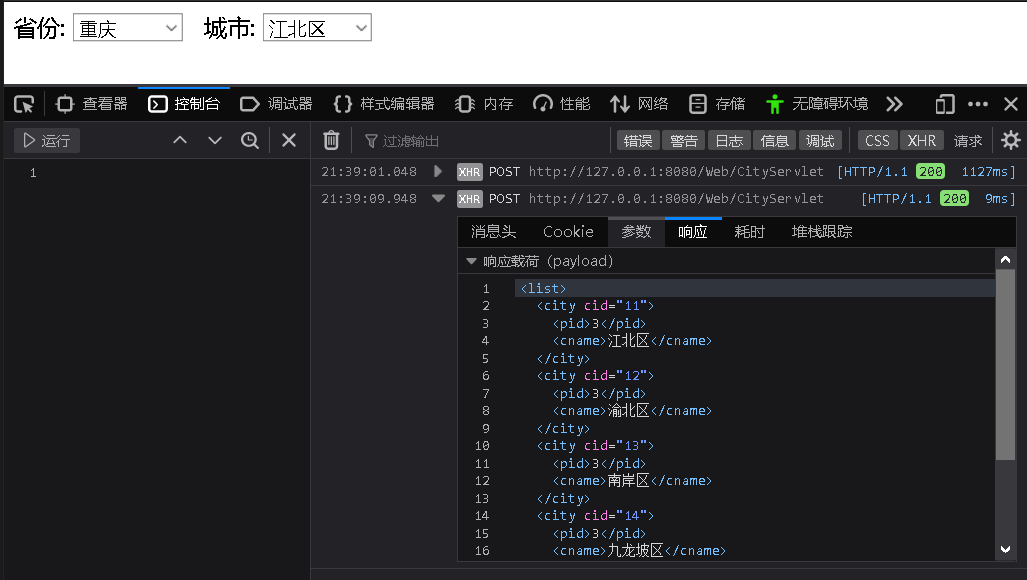 省份: 重庆 城市: 江北区
查看器 控制台 调试器 样式编辑器 内存 性能 网络 存储 无障碍环境
运行 过滤输出 错误 警告 日志 信息 调试 CSS XHR 请求
1
21:39:01.048 XHR POST http://127.0.0.1:8080/Web/CityServlet [HTTP/1.1 200 1127ms]
21:39:09.948 XHR POST http://127.0.0.1:8080/Web/CityServlet [HTTP/1.1 200 9ms]
消息头 Cookie 参数 响应 耗时 堆栈跟踪
响应载荷 (payload)
1 <list>
2 <city cid="11">
3 <pid>3</pid>
4 <cname>江北区</cname>
5 </city>
6 <city cid="12">
7 <pid>3</pid>
8 <cname>渝北区</cname>
9 </city>
10 <city cid="13">
11 <pid>3</pid>
12 <cname>南岸区</cname>
13 </city>
14 <city cid="14">
15 <pid>3</pid>
16 <cname>九龙坡区</cname>